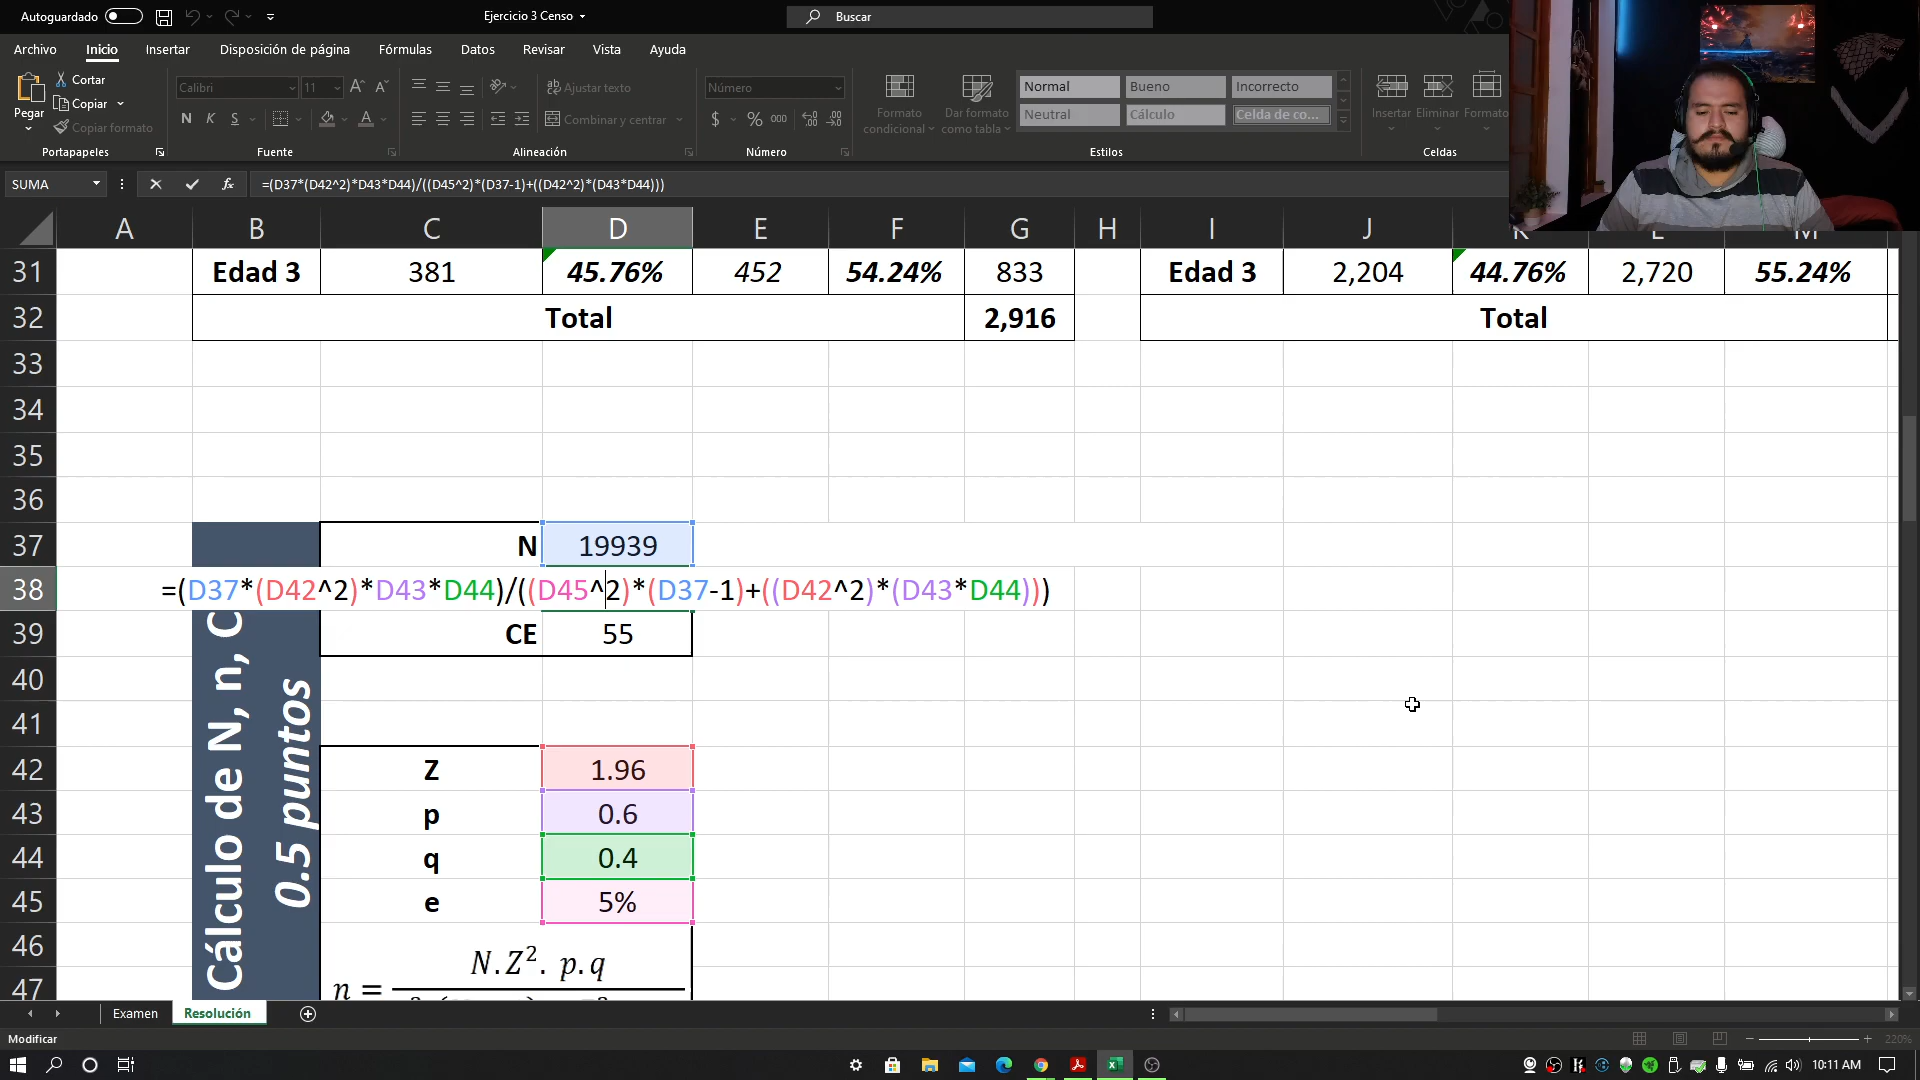 Autoguardado
Ejercicio 3 Censo
Buscar
Archivo Inicio Insertar Disposición de página Fórmulas Datos Revisar Vista Ayuda
Pegar
Cortar
Copiar
Copiar formato
Portapapeles
Calibri 11
N K S
Fuente
Ajustar texto
Combinar y centrar
Alineación
Número
$ % 000
Número
Formato condicional
Dar formato como tabla
Normal Bueno Incorrecto
Neutral Cálculo Celda de co...
Estilos
Insertar Eliminar Formato
Celdas
SUMA
=(D37*(D42^2)*D43*D44)/((D45^2)*(D37-1)+((D42^2)*(D43*D44)))
A B C D E F G H I J K L M
31 Edad 3 381 45.76% 452 54.24% 833 Edad 3 2,204 44.76% 2,720 55.24%
32 Total 2,916 Total
33
34
35
36
37 N 19939
38 =(D37*(D42^2)*D43*D44)/((D45^2)*(D37-1)+((D42^2)*(D43*D44)))
39 CE 55
40
41
42 Z 1.96
43 p 0.6
44 q 0.4
45 e 5%
46 N.Z². p.q
47 n =
Cálculo de N, n, C
0.5 puntos
Examen Resolución
Modificar
220%
10:11 AM